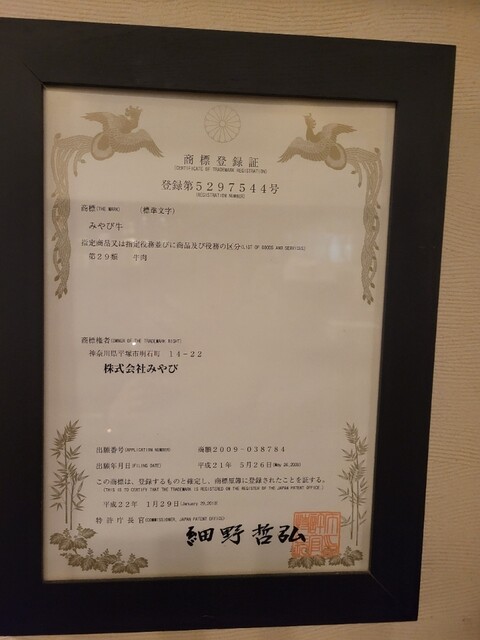 商標登録証
(CERTIFICATE OF TRADEMARK REGISTRATION)
登録第5297544号
(REGISTRATION NUMBER)
商標(THE MARK) (標準文字)
みやび牛
指定商品又は指定役務並びに商品及び役務の区分(LIST OF GOODS AND SERVICES)
第29類 牛肉
商標権者(OWNER OF THE TRADEMARK RIGHT)
神奈川県平塚市明石町 14-22
株式会社みやび
出願番号(APPLICATION NUMBER) 商願2009-038784
出願年月日(FILING DATE) 平成21年 5月26日(May 26,2009)
この商標は、登録するものと確定し、商標原簿に登録されたことを証する。
(THIS IS TO CERTIFY THAT THE TRADEMARK IS REGISTERED ON THE REGISTER OF THE JAPAN PATENT OFFICE.)
平成22年 1月29日(January 29,2010)
特許庁長官(COMMISSIONER, JAPAN PATENT OFFICE)
細野哲弘